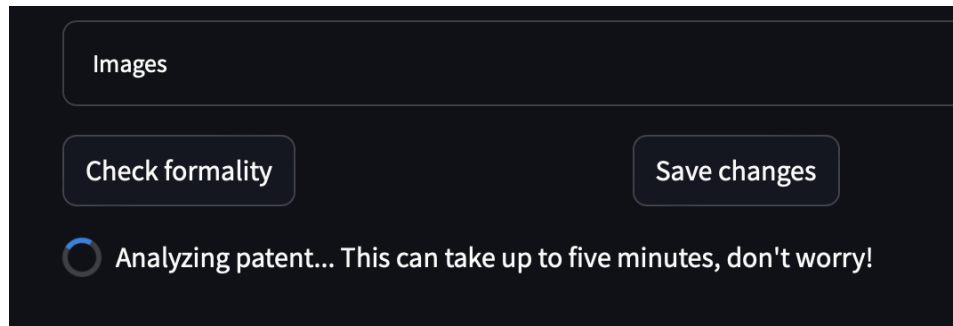 Images
Check formality
Save changes
Analyzing patent... This can take up to five minutes, don't worry!